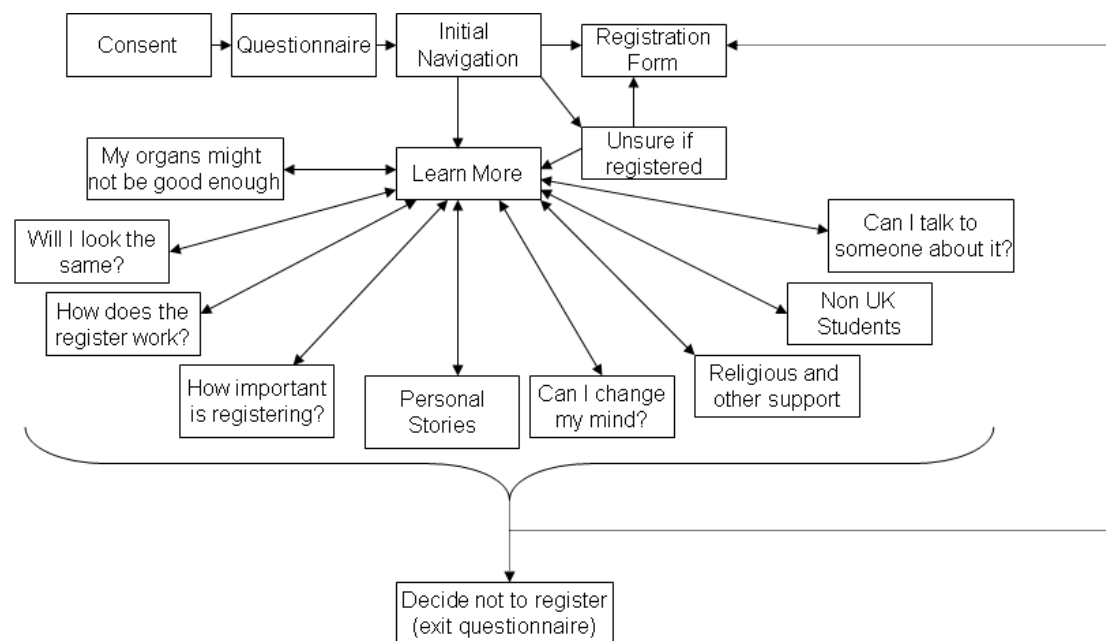 Consent
Questionnaire
Initial
Navigation
Registration
Form
Unsure if
registered
My organs might
not be good enough
Learn More
Can I talk to
someone about it?
Will I look the
same?
How does the
register work?
Non UK
Students
How important
is registering?
Personal
Stories
Can I change
my mind?
Religious and
other support
Decide not to register
(exit questionnaire)